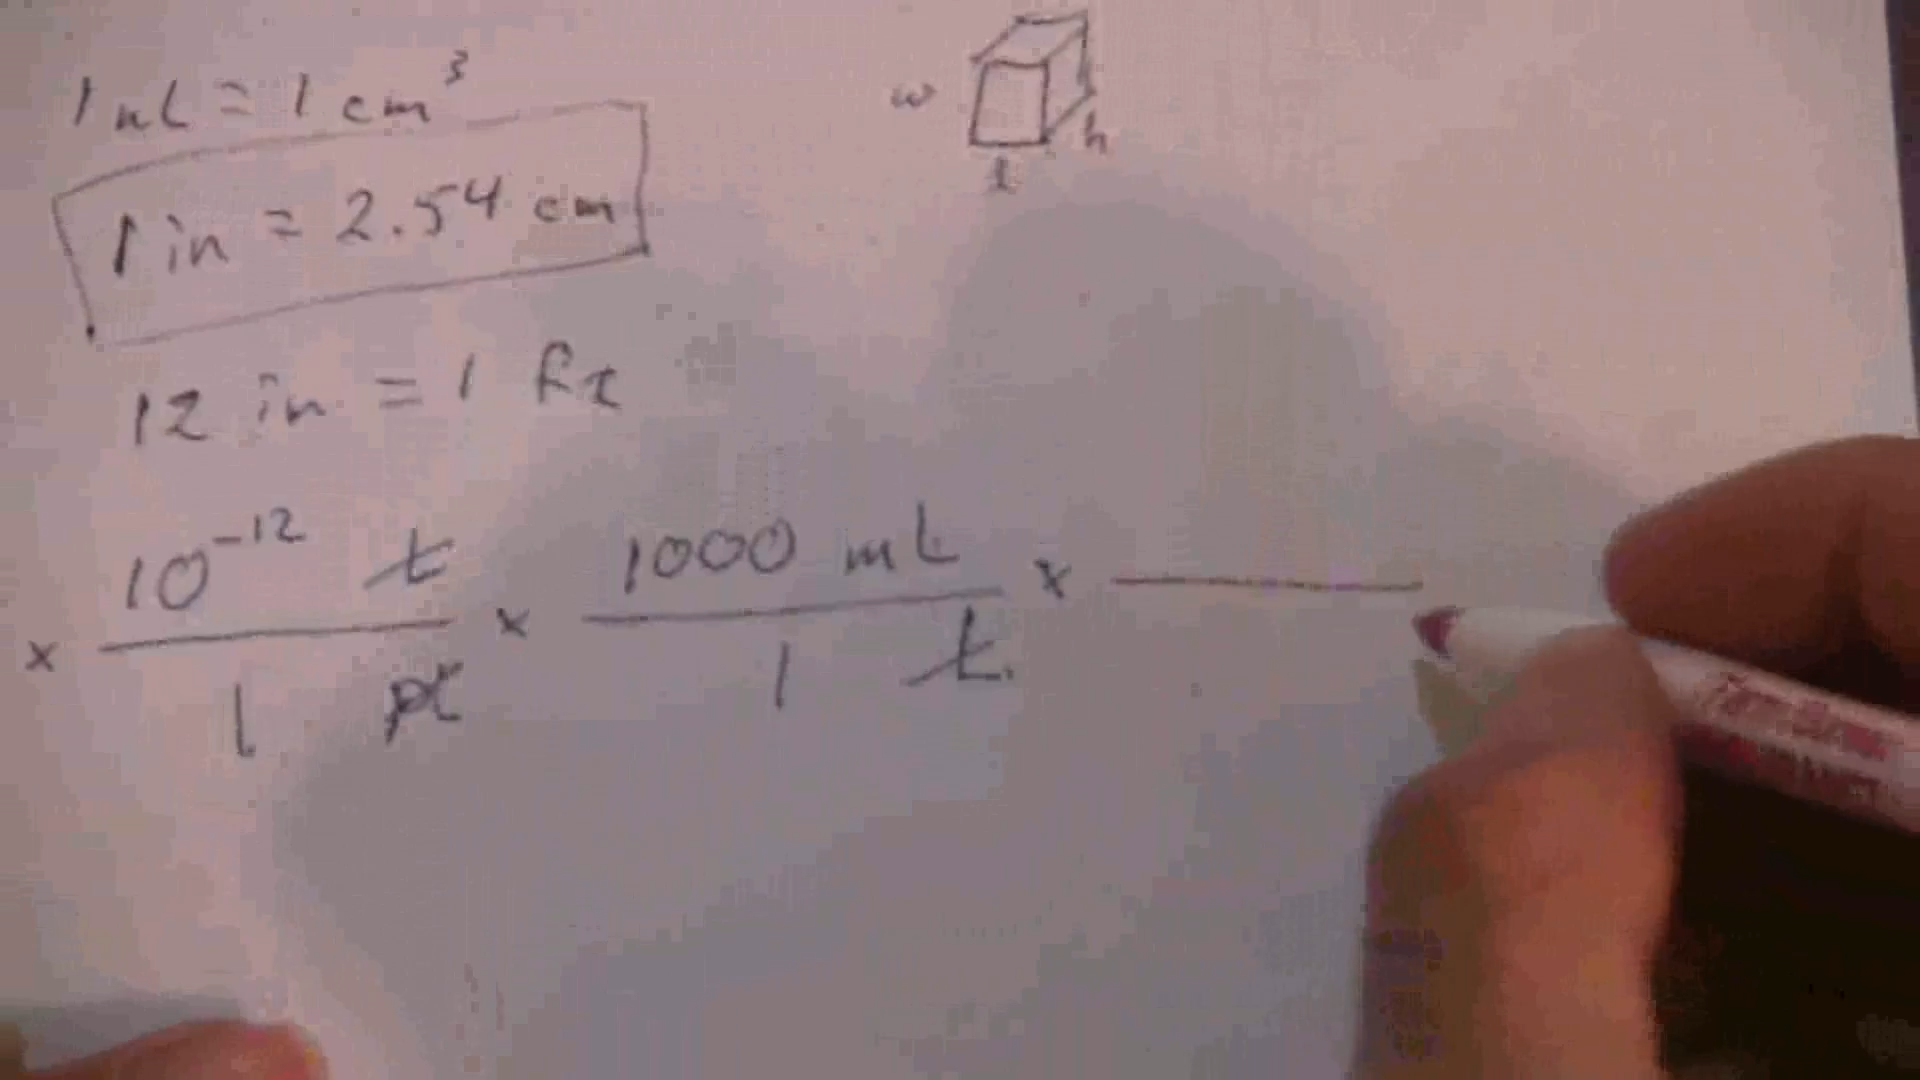 1 mL = 1 cm³
w
h
l
1 in = 2.54 cm
12 in = 1 ft
x 10⁻¹² L x 1000 mL x
1 pL 1 L